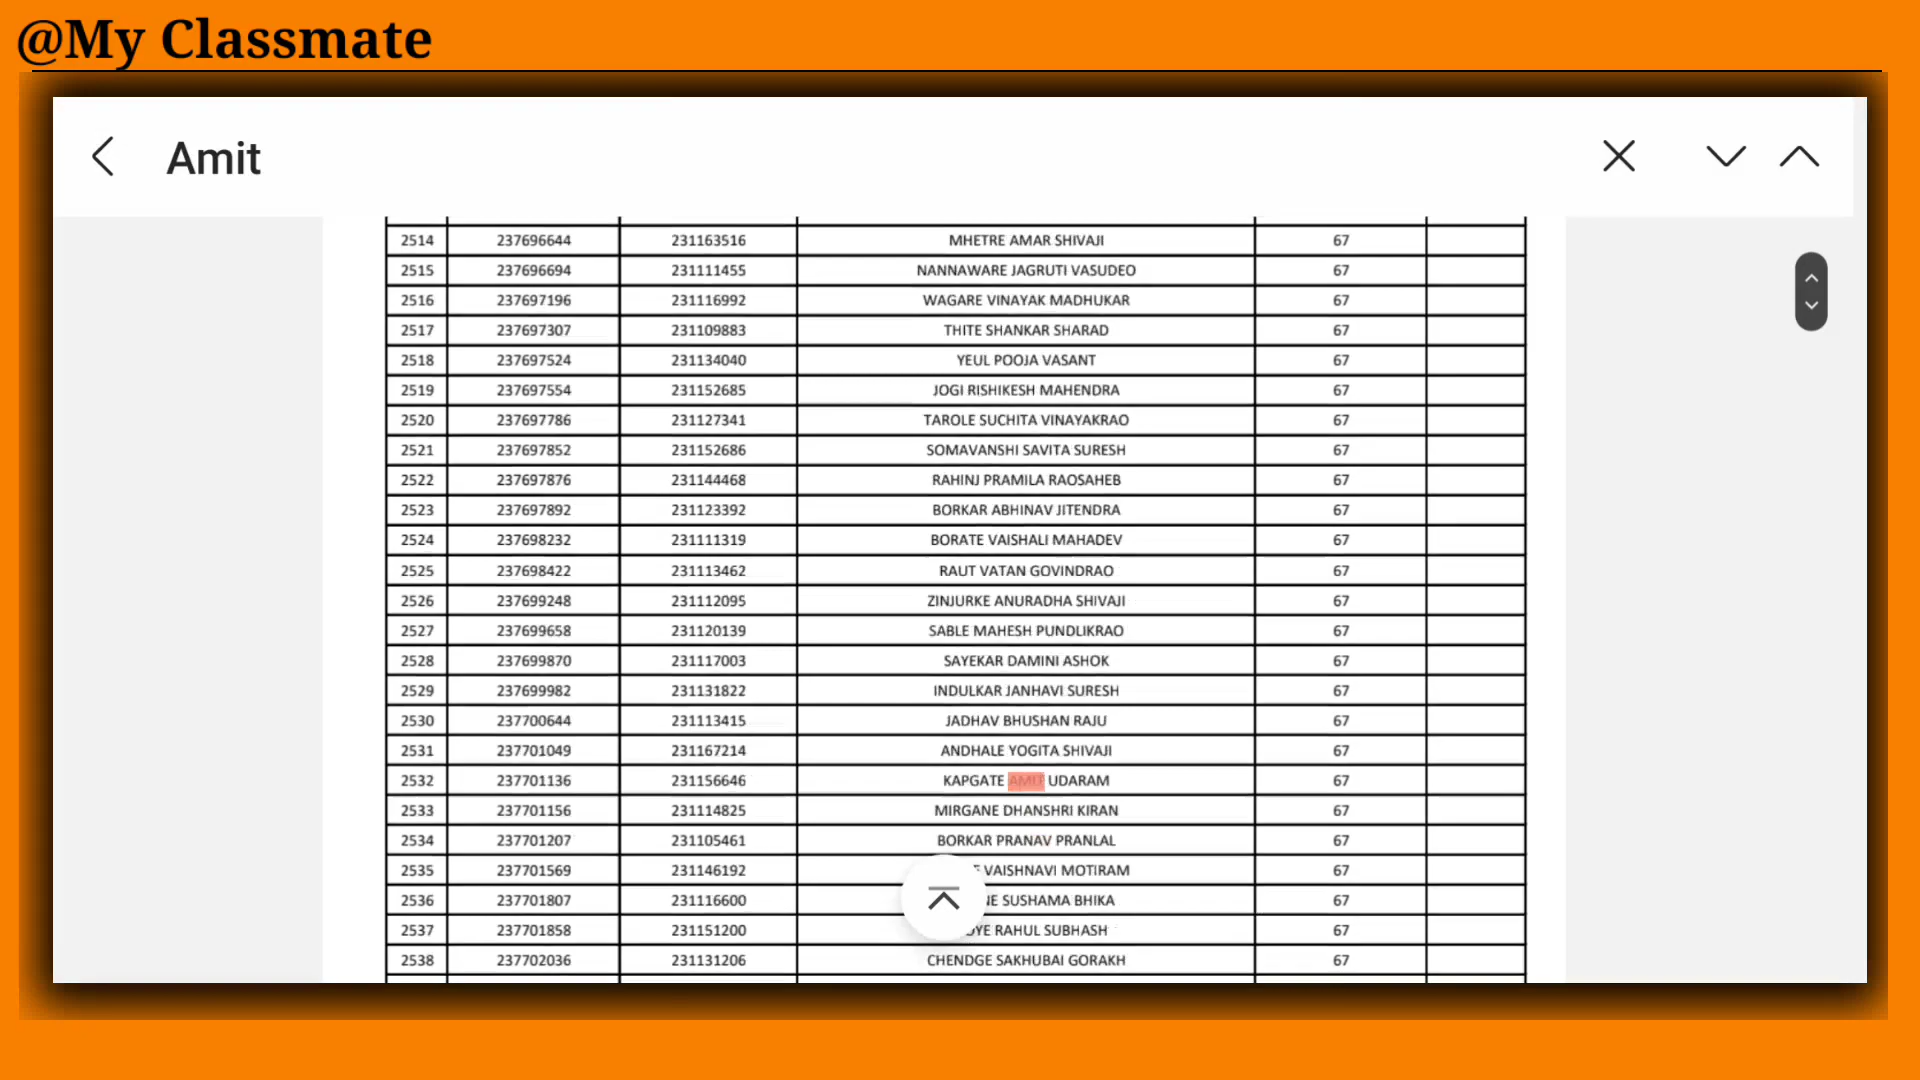 @My Classmate
Amit
2514 237696644 231163516 MHETRE AMAR SHIVAJI 67
2515 237696694 231111455 NANNAWARE JAGRUTI VASUDEO 67
2516 237697196 231116992 WAGARE VINAYAK MADHUKAR 67
2517 237697307 231109883 THITE SHANKAR SHARAD 67
2518 237697524 231134040 YEUL POOJA VASANT 67
2519 237697554 231152685 JOGI RISHIKESH MAHENDRA 67
2520 237697786 231127341 TAROLE SUCHITA VINAYAKRAO 67
2521 237697852 231152686 SOMAVANSHI SAVITA SURESH 67
2522 237697876 231144468 RAHINJ PRAMILA RAOSAHEB 67
2523 237697892 231123392 BORKAR ABHINAV JITENDRA 67
2524 237698232 231111319 BORATE VAISHALI MAHADEV 67
2525 237698422 231113462 RAUT VATAN GOVINDRAO 67
2526 237699248 231112095 ZINJURKE ANURADHA SHIVAJI 67
2527 237699658 231120139 SABLE MAHESH PUNDLIKRAO 67
2528 237699870 231117003 SAYEKAR DAMINI ASHOK 67
2529 237699982 231131822 INDULKAR JANHAVI SURESH 67
2530 237700644 231113415 JADHAV BHUSHAN RAJU 67
2531 237701049 231167214 ANDHALE YOGITA SHIVAJI 67
2532 237701136 231156646 KAPGATE AMIT UDARAM 67
2533 237701156 231114825 MIRGANE DHANSHRI KIRAN 67
2534 237701207 231105461 BORKAR PRANAV PRANLAL 67
2535 237701569 231146192 VAISHNAVI MOTIRAM 67
2536 237701807 231116600 SUSHAMA BHIKA 67
2537 237701858 231151200 RAHUL SUBHASH 67
2538 237702036 231131206 CHENDGE SAKHUBAI GORAKH 67